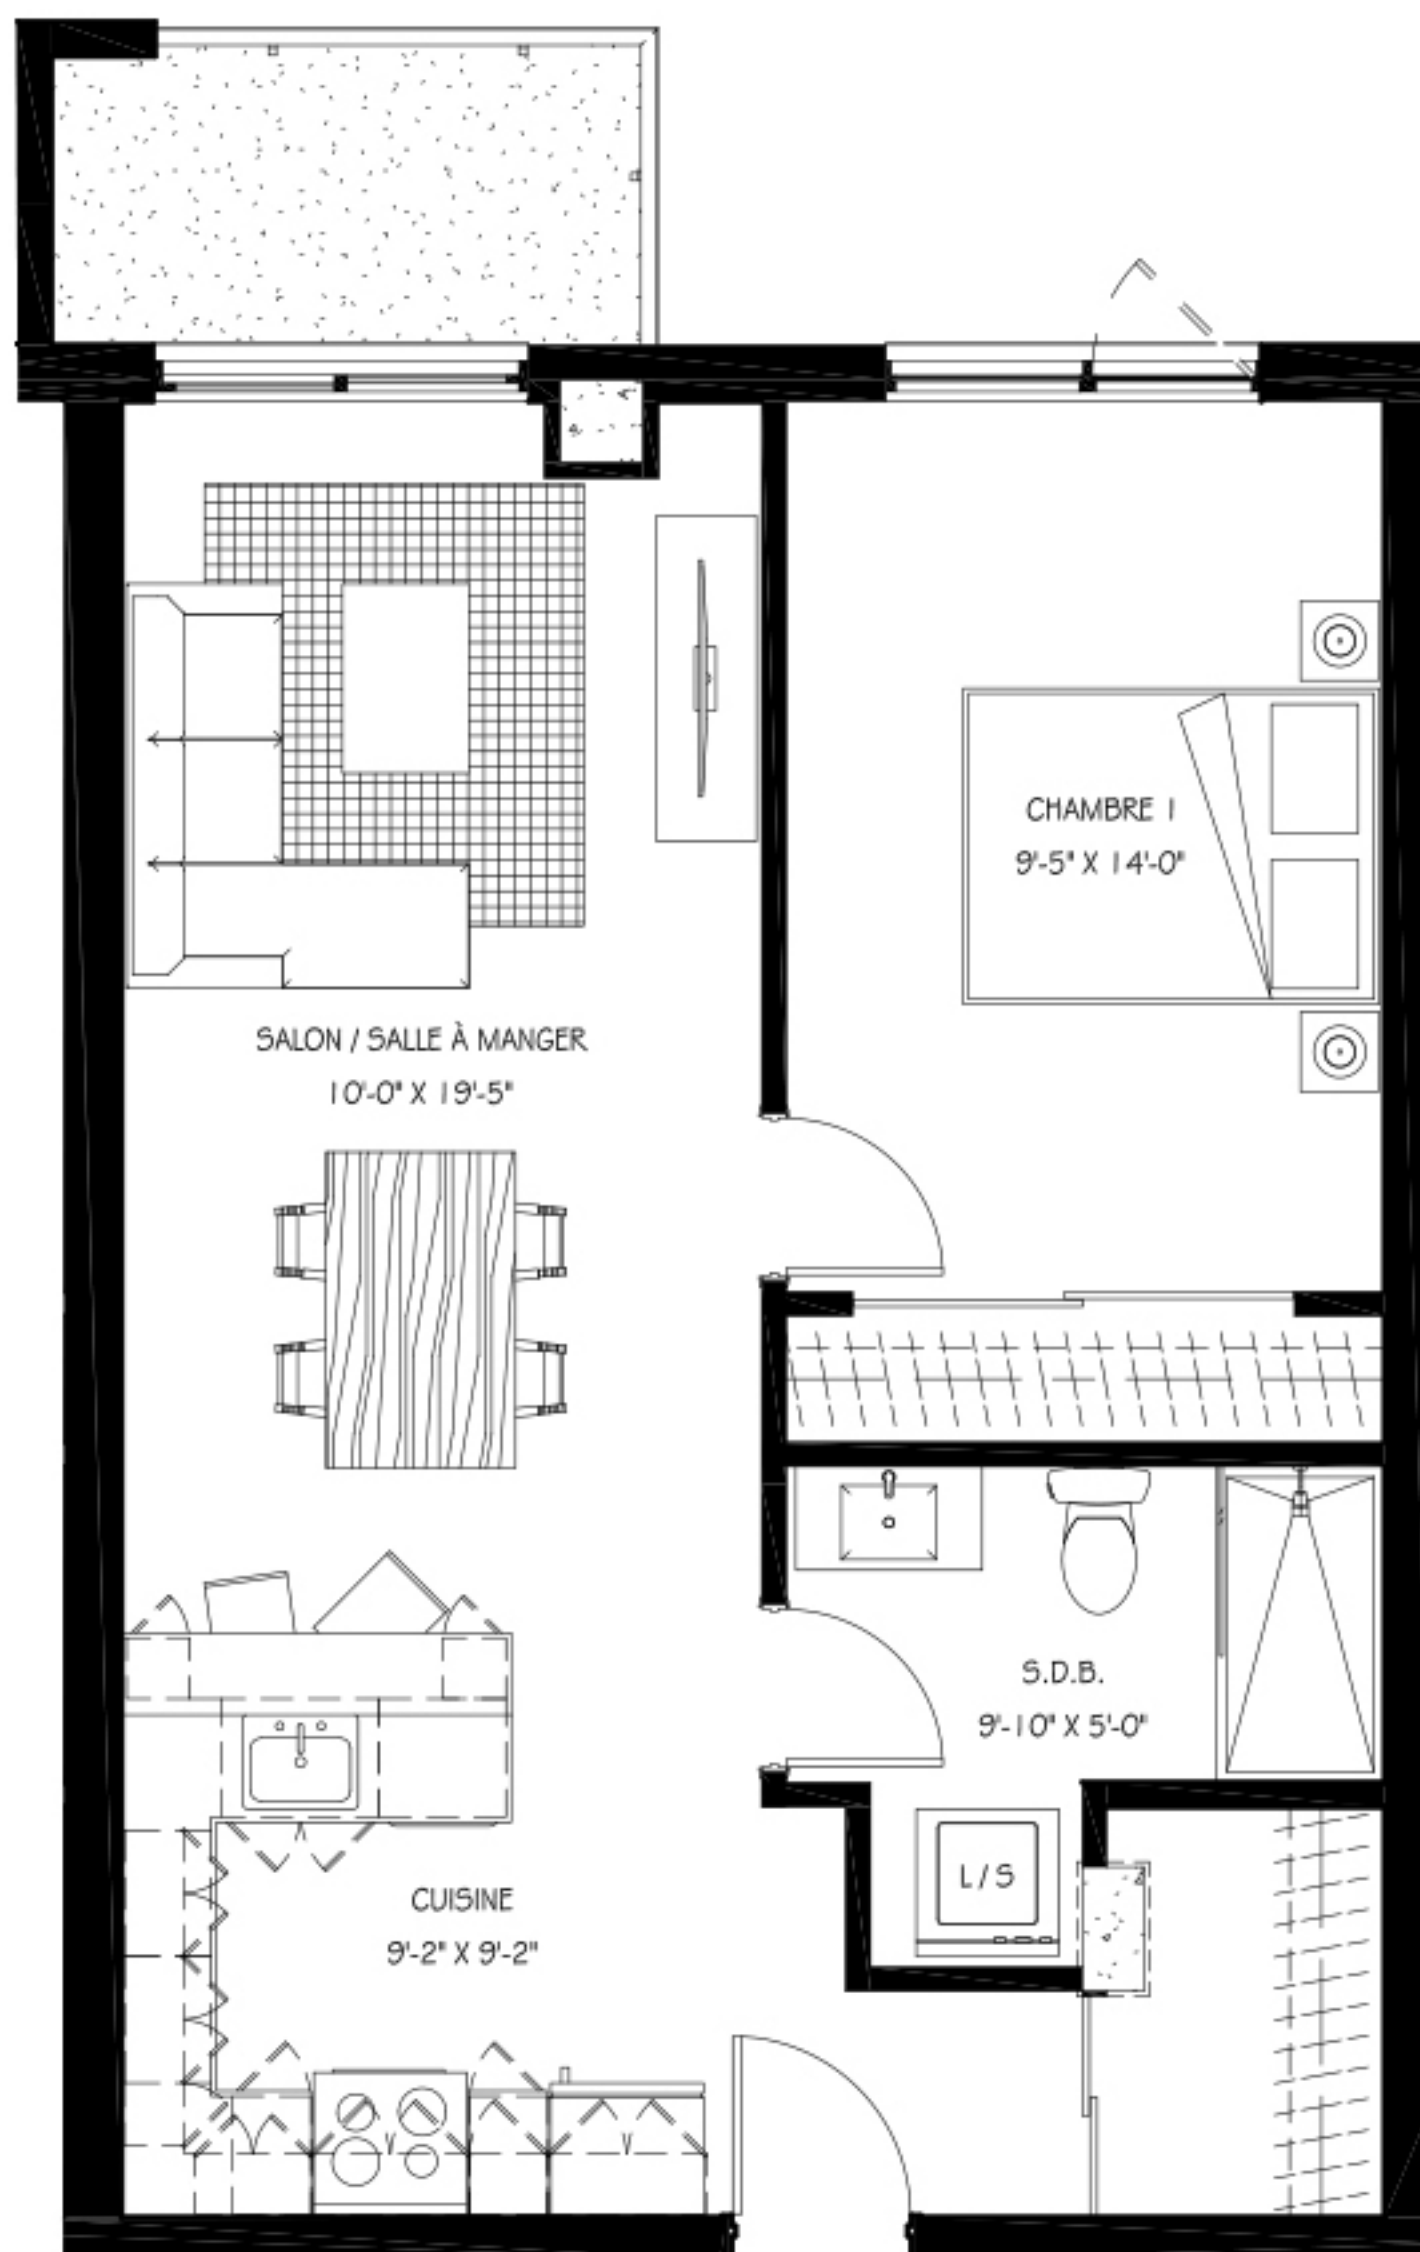 CHAMBRE 1
9'-5" X 14'-0"
SALON / SALLE À MANGER
10'-0" X 19'-5"
S.D.B.
9'-10" X 5'-0"
L / S
CUISINE
9'-2" X 9'-2"